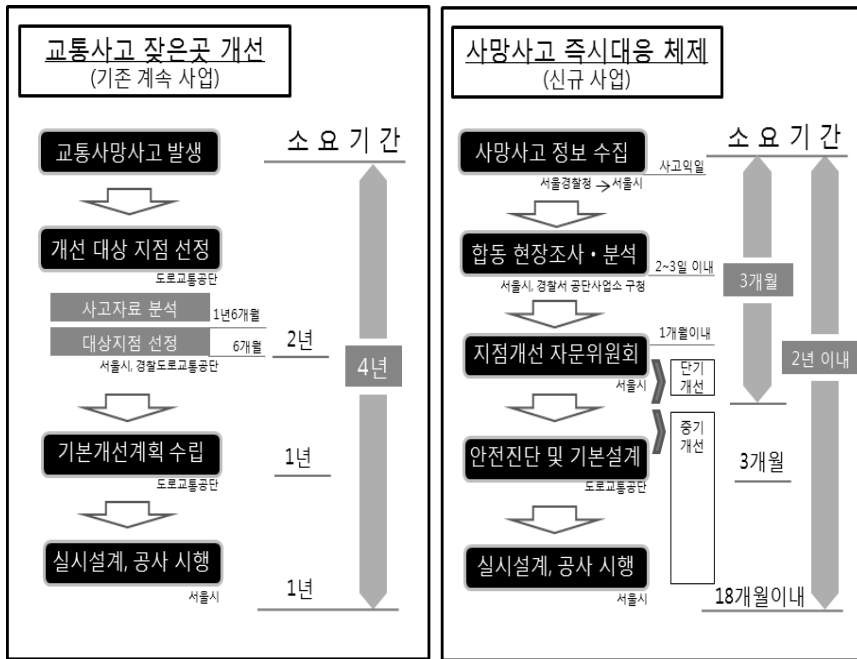 교통사고 잦은곳 개선
(기존 계속 사업)
소 요 기 간
교통사망사고 발생
개선 대상 지점 선정
도로교통공단
사고자료 분석
1년6개월
대상지점 선정
6개월
2년
서울시, 경찰도로교통공단
4년
기본개선계획 수립
1년
도로교통공단
실시설계, 공사 시행
1년
서울시
사망사고 즉시대응 체제
(신규 사업)
소 요 기 간
사망사고 정보 수집
사고익일
서울경찰청 → 서울시
합동 현장조사・분석
2~3일 이내
서울시, 경찰서 공단사업소 구청
3개월
지점개선 자문위원회
1개월이내
서울시
단기
개선
2년 이내
중기
개선
안전진단 및 기본설계
3개월
도로교통공단
실시설계, 공사 시행
서울시
18개월이내